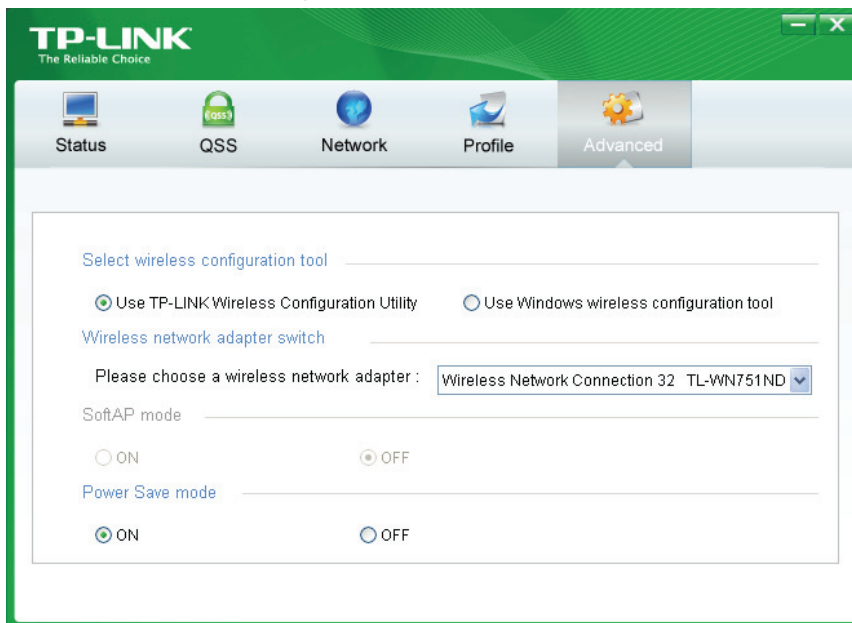 TP-LINK
The Reliable Choice
Status QSS Network Profile Advanced
Select wireless configuration tool
Use TP-LINK Wireless Configuration Utility Use Windows wireless configuration tool
Wireless network adapter switch
Please choose a wireless network adapter : Wireless Network Connection 32 TL-WN751ND
SoftAP mode
ON OFF
Power Save mode
ON OFF